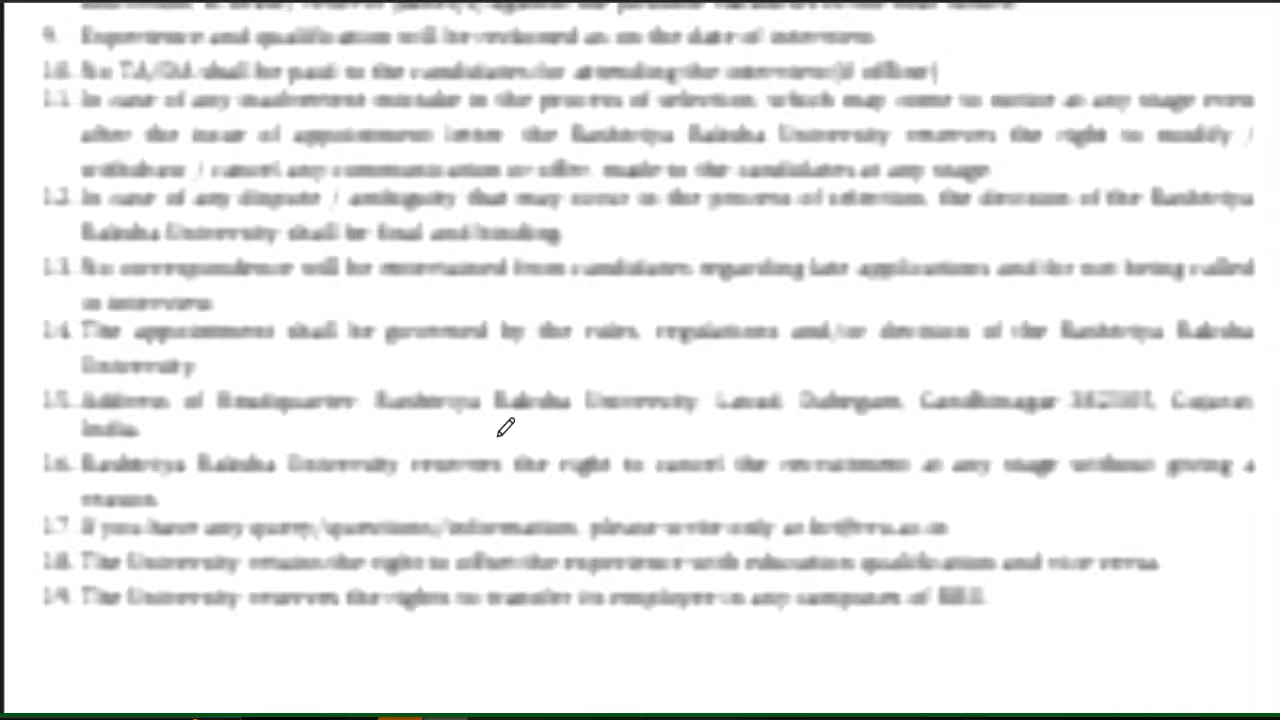 9. Experience and qualification will be reckoned as on the date of interview.
10. No TA/DA shall be paid to the candidates for attending the interview(if offline)
11. In case of any inadvertent mistake in the process of selection, which may come to notice at any stage even
after the issue of appointment letter, the Rashtriya Raksha University reserves the right to modify /
withdraw / cancel any communication or offer, made to the candidates at any stage.
12. In case of any dispute / ambiguity that may occur in the process of selection, the decision of the Rashtriya
Raksha University shall be final and binding.
13. No correspondence will be entertained from candidates regarding late applications and/for not being called
to interview.
14. The appointment shall be governed by the rules, regulations and/or decision of the Rashtriya Raksha
University.
15. Address of Headquarter: Rashtriya Raksha University Lavad, Dahegam, Gandhinagar Gujarat,
India.
16. Rashtriya Raksha University reserves the right to cancel the recruitment at any stage without giving a
reason.
17. If you have any query/questions/information, please write only at
18. The University retains the right to offset the experience with education qualification and vice versa.
19. The University reserves the rights to transfer its employee in any campuses of RRU.